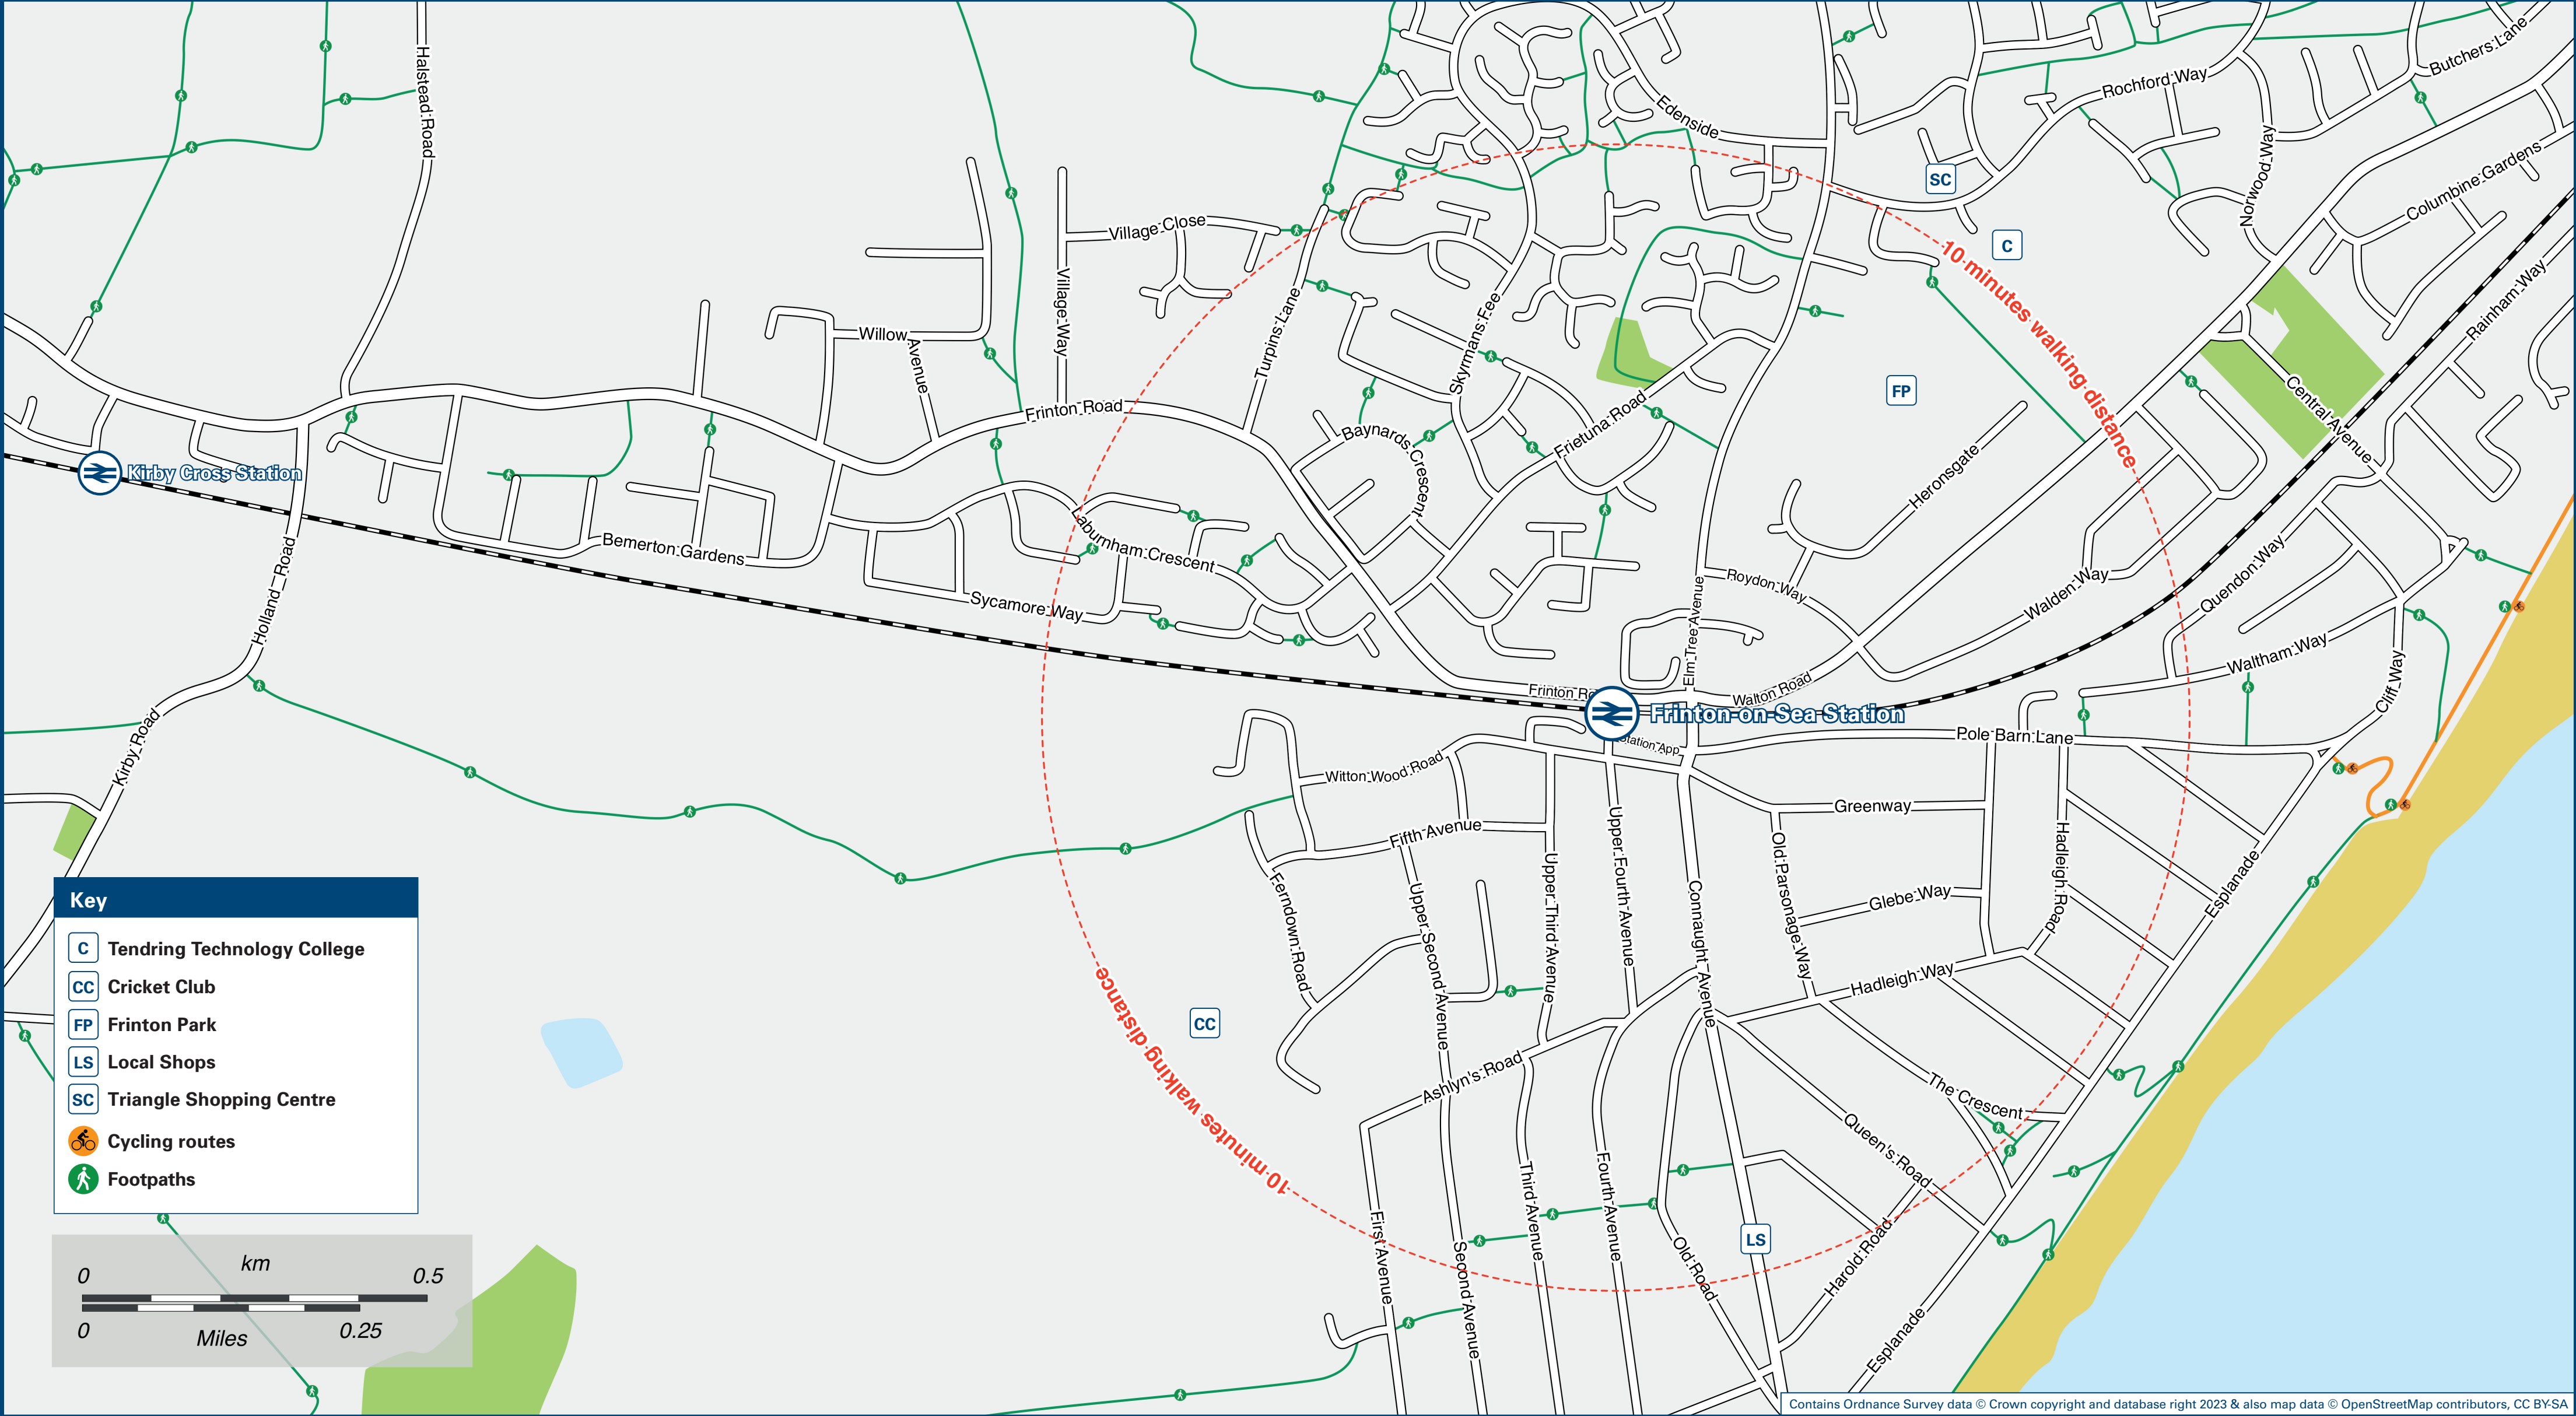 Halstead Road
Butchers Lane
Rochford Way
Edenside
Norwood Way
Columbine Gardens
SC
C
Village Close
10 minutes walking distance
Village Way
Turpins Lane
Skyrmans Fee
Rainham Way
Willow
Avenue
FP
Frinton Road
Frietuna Road
Central Avenue
Baynards Crescent
Kirby Cross Station
Heronsgate
Laburnham Crescent
Bemerton Gardens
Holland Road
Sycamore Way
Roydon Way
Walden Way
Quendon Way
Elm Tree Avenue
Waltham Way
Cliff Way
Frinton Ro
Walton Road
Frinton-on-Sea Station
Station App
Pole Barn Lane
Kirby Road
Witton Wood Road
Greenway
Fifth Avenue
Upper Fourth Avenue
Old Parsonage Way
Hadleigh Road
Esplanade
Ferndown Road
Upper Second Avenue
Upper Third Avenue
Connaught Avenue
Glebe Way
Hadleigh Way
10 minutes walking distance
CC
Ashlyn's Road
The Crescent
Queen's Road
First Avenue
Second Avenue
Third Avenue
Fourth Avenue
Old Road
LS
Harold Road
Esplanade
Key
C Tendring Technology College
CC Cricket Club
FP Frinton Park
LS Local Shops
SC Triangle Shopping Centre
Cycling routes
Footpaths
km
0 0.5
0 0.25
Miles
Contains Ordnance Survey data © Crown copyright and database right 2023 & also map data © OpenStreetMap contributors, CC BY-SA